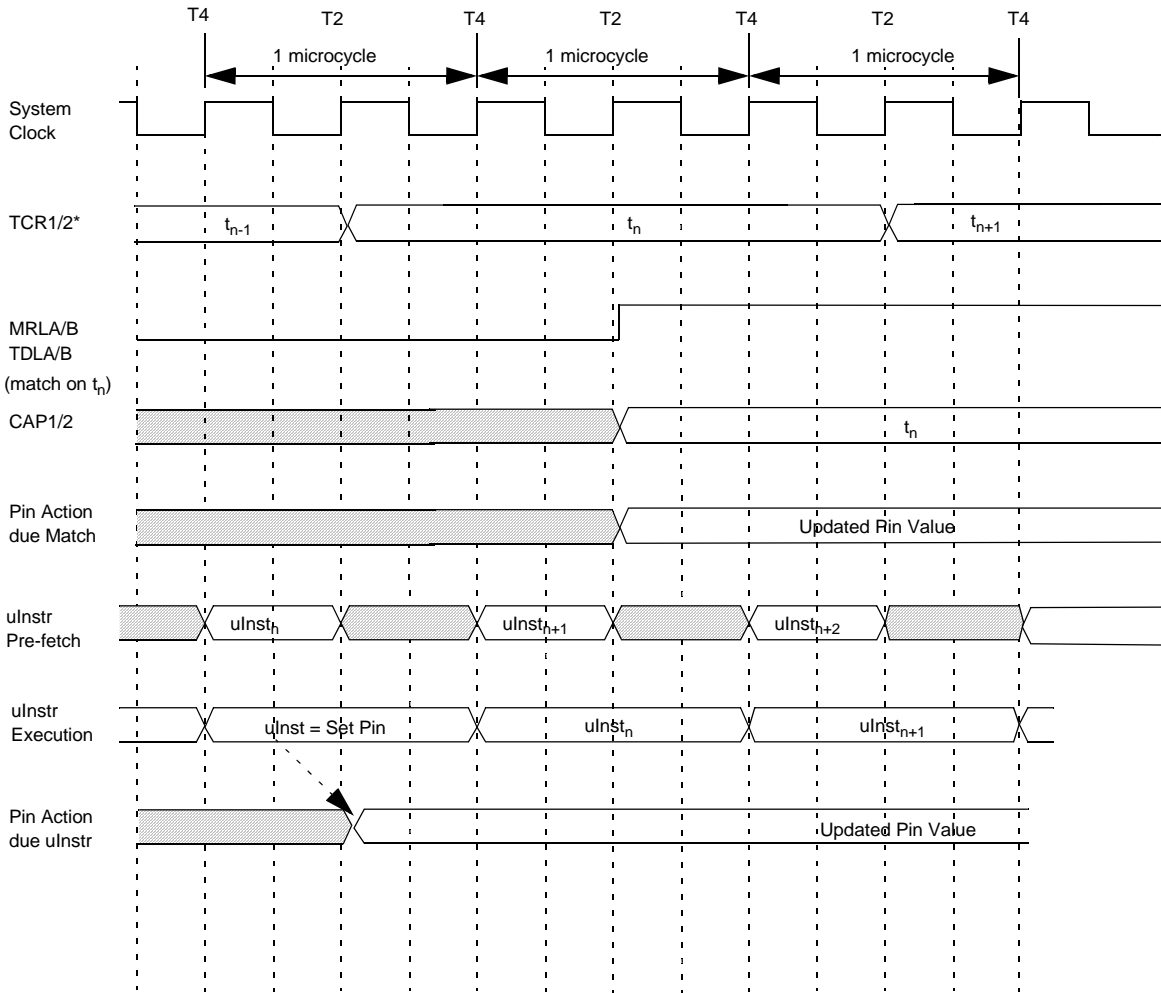 T4 T2 T4 T2 T4 T2 T4
1 microcycle 1 microcycle 1 microcycle
System
Clock
TCR1/2*
tn-1 tn tn+1
MRLA/B
TDLA/B
(match on tn)
CAP1/2
tn
Pin Action
due Match
Updated Pin Value
uInstr
Pre-fetch
uInstn uInstn+1 uInstn+2
uInstr
Execution
uInst = Set Pin uInstn uInstn+1
Pin Action
due uInstr
Updated Pin Value